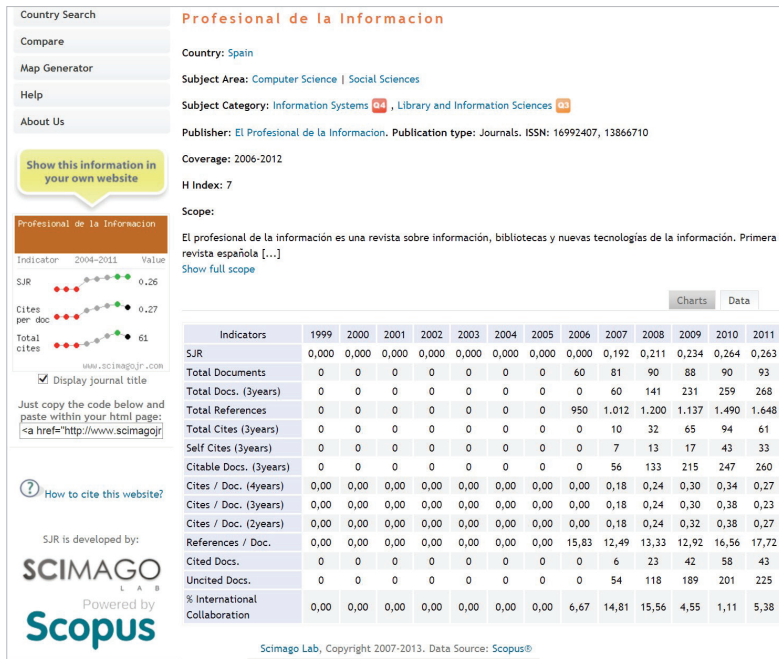 Country Search
Compare
Map Generator
Help
About Us
Show this information in
your own website
Profesional de la Informacion
Indicator 2004-2011 Value
SJR 0.26
Cites
per doc 0.27
Total
cites 61
www.scimagojr.com
Display journal title
Just copy the code below and
paste within your html page:
<a href="http://www.scimagojr
How to cite this website?
SJR is developed by:
SCIMAGO
LAB
Powered by
Scopus
Profesional de la Informacion
Country: Spain
Subject Area: Computer Science | Social Sciences
Subject Category: Information Systems Q4 , Library and Information Sciences Q3
Publisher: El Profesional de la Informacion. Publication type: Journals. ISSN: 16992407, 13866710
Coverage: 2006-2012
H Index: 7
Scope:
El profesional de la información es una revista sobre información, bibliotecas y nuevas tecnologías de la información. Primera
revista española [...]
Show full scope
Charts Data
Indicators 1999 2000 2001 2002 2003 2004 2005 2006 2007 2008 2009 2010 2011
SJR 0,000 0,000 0,000 0,000 0,000 0,000 0,000 0,000 0,192 0,211 0,234 0,264 0,263
Total Documents 0 0 0 0 0 0 0 60 81 90 88 90 93
Total Docs. (3years) 0 0 0 0 0 0 0 0 60 141 231 259 268
Total References 0 0 0 0 0 0 0 950 1.012 1.200 1.137 1.490 1.648
Total Cites (3years) 0 0 0 0 0 0 0 0 10 32 65 94 61
Self Cites (3years) 0 0 0 0 0 0 0 0 7 13 17 43 33
Citable Docs. (3years) 0 0 0 0 0 0 0 0 56 133 215 247 260
Cites / Doc. (4years) 0,00 0,00 0,00 0,00 0,00 0,00 0,00 0,00 0,18 0,24 0,30 0,34 0,27
Cites / Doc. (3years) 0,00 0,00 0,00 0,00 0,00 0,00 0,00 0,00 0,18 0,24 0,30 0,38 0,23
Cites / Doc. (2years) 0,00 0,00 0,00 0,00 0,00 0,00 0,00 0,00 0,18 0,24 0,32 0,38 0,27
References / Doc. 0,00 0,00 0,00 0,00 0,00 0,00 0,00 15,83 12,49 13,33 12,92 16,56 17,72
Cited Docs. 0 0 0 0 0 0 0 0 6 23 42 58 43
Uncited Docs. 0 0 0 0 0 0 0 0 54 118 189 201 225
% International
Collaboration 0,00 0,00 0,00 0,00 0,00 0,00 0,00 6,67 14,81 15,56 4,55 1,11 5,38
Scimago Lab, Copyright 2007-2013. Data Source: Scopus®